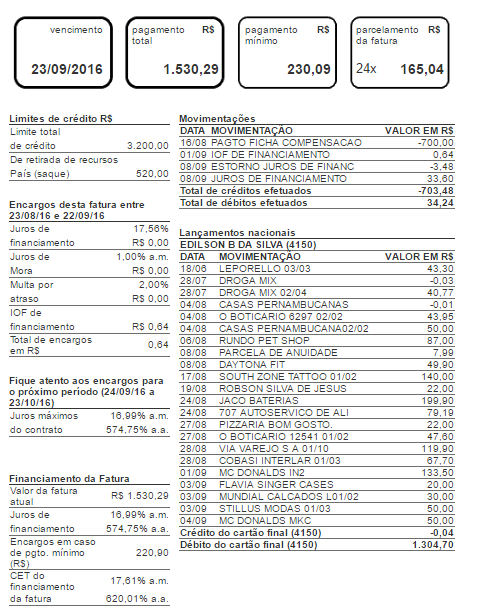 vencimento
23/09/2016
pagamento R$
total
1.530,29
pagamento R$
mínimo
230,09
parcelamento R$
da fatura
24x 165,04
Limites de crédito R$
Limite total
de crédito 3.200,00
De retirada de recursos
País (saque) 520,00
Encargos desta fatura entre
23/08/16 e 22/09/16
Juros de 17,56%
financiamento R$ 0,00
Juros de 1,00% a.m.
Mora R$ 0,00
Multa por 2,00%
atraso R$ 0,00
IOF de
financiamento R$ 0,64
Total de encargos
em R$ 0,64
Fique atento aos encargos para
o próximo período (24/09/16 a
23/10/16)
Juros máximos 16,99% a.m.
do contrato 574,75% a.a.
Financiamento da Fatura
Valor da fatura
atual R$ 1.530,29
Juros de 16,99% a.m.
financiamento 574,75% a.a.
Encargos em caso
de pgto. mínimo 220,90
(R$)
CET do 17,61% a.m.
financiamento
da fatura 620,01% a.a.
Movimentações
DATA MOVIMENTAÇÃO VALOR EM R$
16/08 PAGTO FICHA COMPENSACAO -700,00
01/09 IOF DE FINANCIAMENTO 0,64
08/09 ESTORNO JUROS DE FINANC -3,48
08/09 JUROS DE FINANCIAMENTO 33,60
Total de créditos efetuados -703,48
Total de débitos efetuados 34,24
Lançamentos nacionais
EDILSON B DA SILVA (4150)
DATA MOVIMENTAÇÃO VALOR EM R$
18/06 LEPORELLO 03/03 43,30
28/07 DROGA MIX -0,03
28/07 DROGA MIX 02/04 40,77
04/08 CASAS PERNAMBUCANAS -0,01
04/08 O BOTICARIO 6297 02/02 43,95
04/08 CASAS PERNAMBUCANA02/02 50,00
06/08 RUNDO PET SHOP 87,00
08/08 PARCELA DE ANUIDADE 7,99
08/08 DAYTONA FIT 49,90
17/08 SOUTH ZONE TATTOO 01/02 140,00
19/08 ROBSON SILVA DE JESUS 22,00
24/08 JACO BATERIAS 199,90
24/08 707 AUTOSERVICO DE ALI 79,19
27/08 PIZZARIA BOM GOSTO. 22,00
27/08 O BOTICARIO 12541 01/02 47,60
28/08 VIA VAREJO S A 01/10 119,90
28/08 COBASI INTERLAR 01/03 67,70
01/09 MC DONALDS IN2 133,50
03/09 FLAVIA SINGER CASES 20,00
03/09 MUNDIAL CALCADOS L01/02 30,00
03/09 STILLUS MODAS 01/03 50,00
04/09 MC DONALDS MKC 50,00
Crédito do cartão final (4150) -0,04
Débito do cartão final (4150) 1.304,70